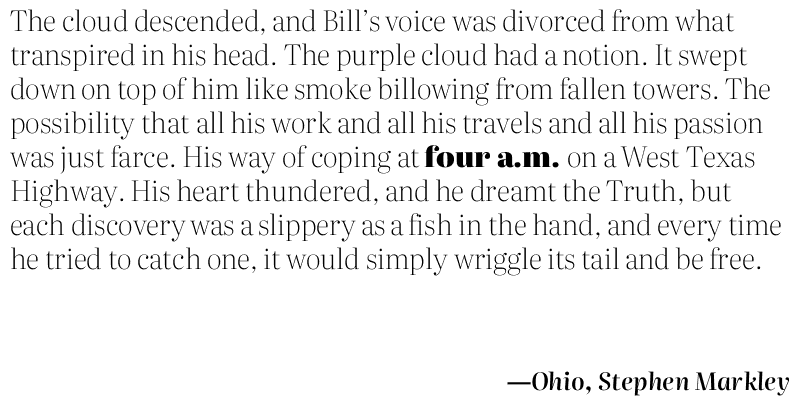 The cloud descended, and Bill’s voice was divorced from what
transpired in his head. The purple cloud had a notion. It swept
down on top of him like smoke billowing from fallen towers. The
possibility that all his work and all his travels and all his passion
was just farce. His way of coping at four a.m. on a West Texas
Highway. His heart thundered, and he dreamt the Truth, but
each discovery was a slippery as a fish in the hand, and every time
he tried to catch one, it would simply wriggle its tail and be free.
—Ohio, Stephen Markley